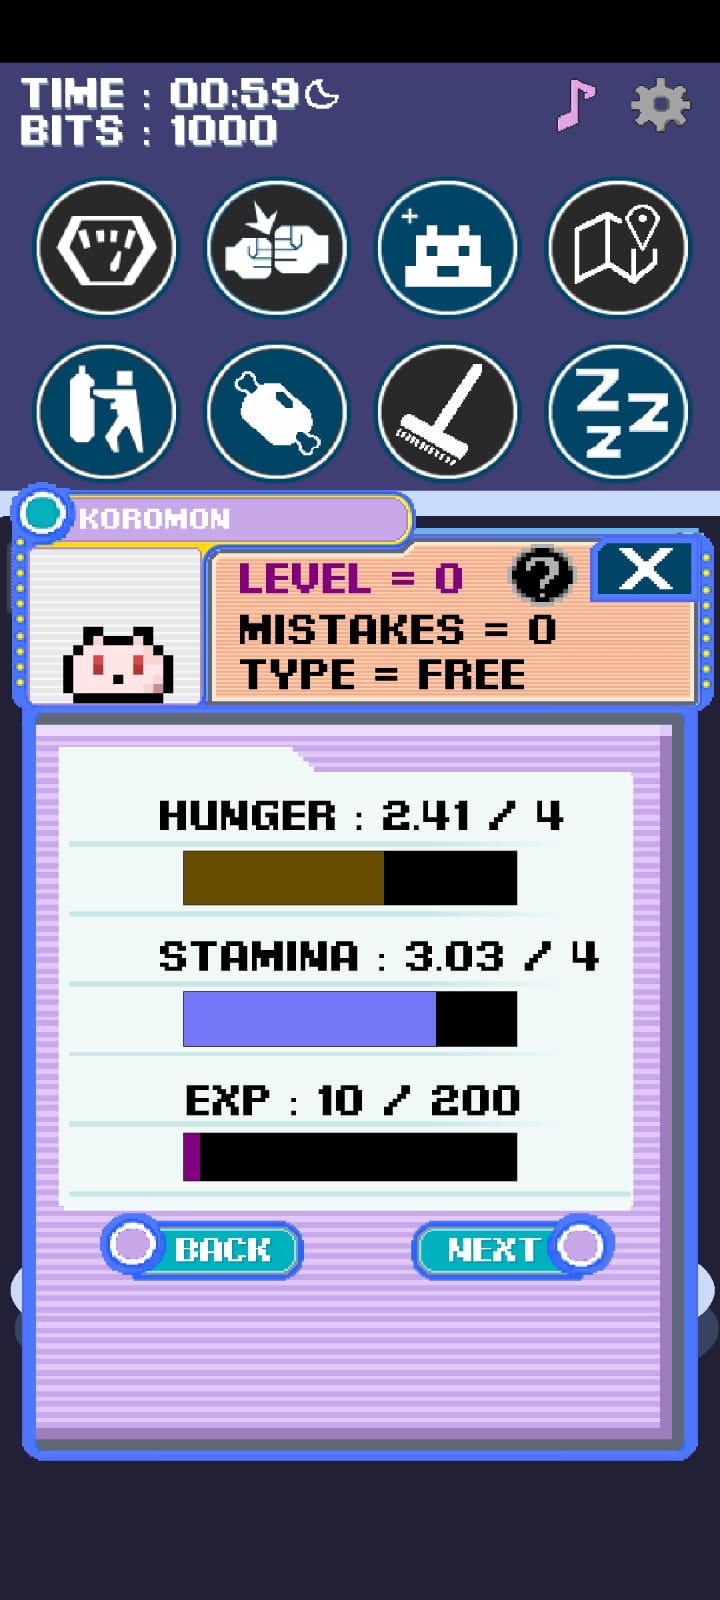 TIME : 00:59
BITS : 1000
Z Z Z
KOROMON
LEVEL = 0
?
X
MISTAKES = 0
TYPE = FREE
HUNGER : 2.41 / 4
STAMINA : 3.03 / 4
EXP : 10 / 200
BACK
NEXT